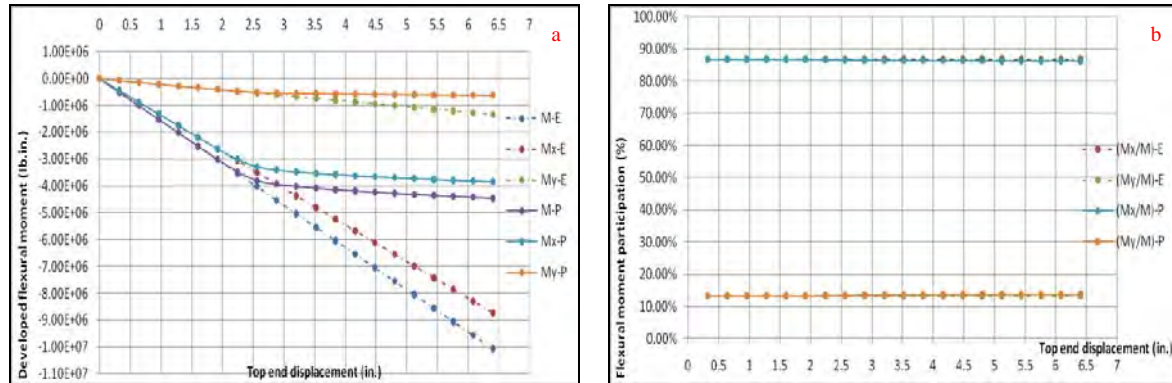 0 0.5 1 1.5 2 2.5 3 3.5 4 4.5 5 5.5 6 6.5 7
a
1.00E+06
0.00E+00
-1.00E+06
-2.00E+06
-3.00E+06
-4.00E+06
-5.00E+06
-6.00E+06
-7.00E+06
-8.00E+06
-9.00E+06
-1.00E+07
-1.10E+07
Developed flexural moment (lb.in.)
Top end displacement (in.)
M-E
Mx-E
My-E
M-P
Mx-P
My-P
b
100.00%
90.00%
80.00%
70.00%
60.00%
50.00%
40.00%
30.00%
20.00%
10.00%
0.00%
Flexural moment participation (%)
(Mx/M)-E
(My/M)-E
(Mx/M)-P
(My/M)-P
Top end displacement (in.)
0 0.5 1 1.5 2 2.5 3 3.5 4 4.5 5 5.5 6 6.5 7